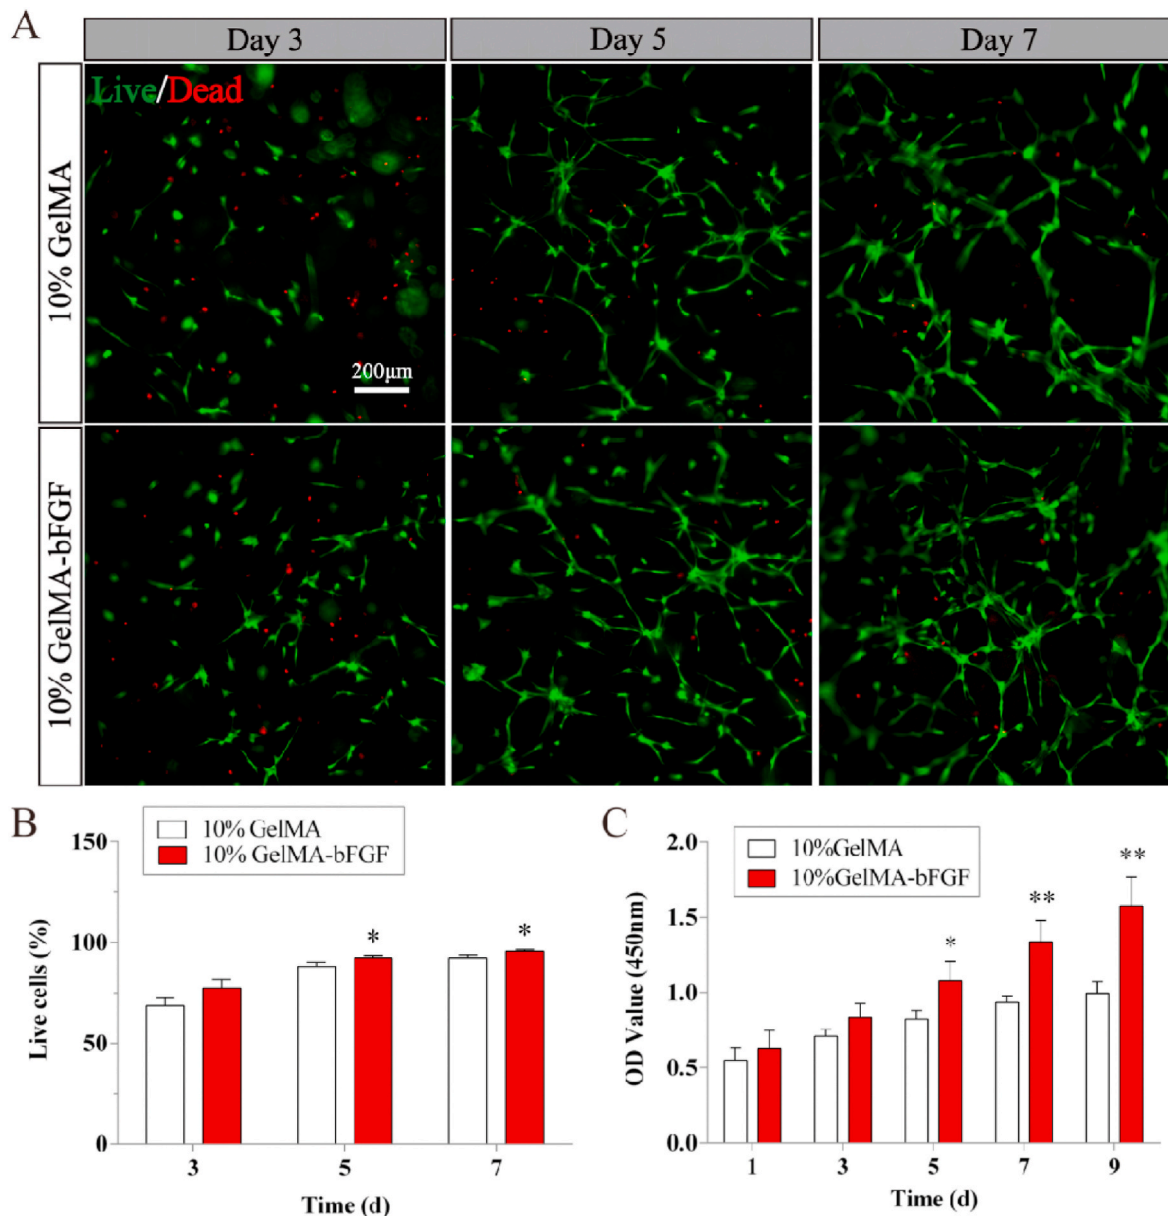 A
Day 3
Day 5
Day 7
10% GelMA
Live/Dead
200μm
10% GelMA-bFGF
B
10% GelMA
10% GelMA-bFGF
150
100
50
0
Live cells (%)
*
*
3
5
7
Time (d)
C
10%GelMA
10%GelMA-bFGF
2.0
1.5
1.0
0.5
0.0
OD Value (450nm)
*
**
**
1
3
5
7
9
Time (d)